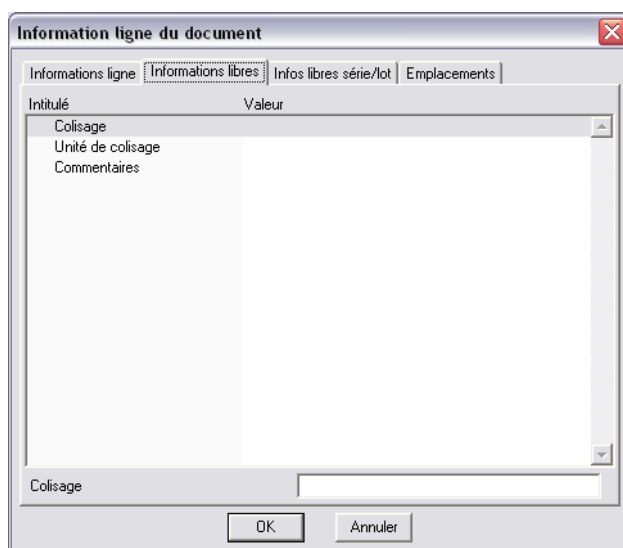 Information ligne du document
Informations ligne Informations libres Infos libres série/lot Emplacements
Intitulé Valeur
Colisage
Unité de colisage
Commentaires
Colisage
OK Annuler